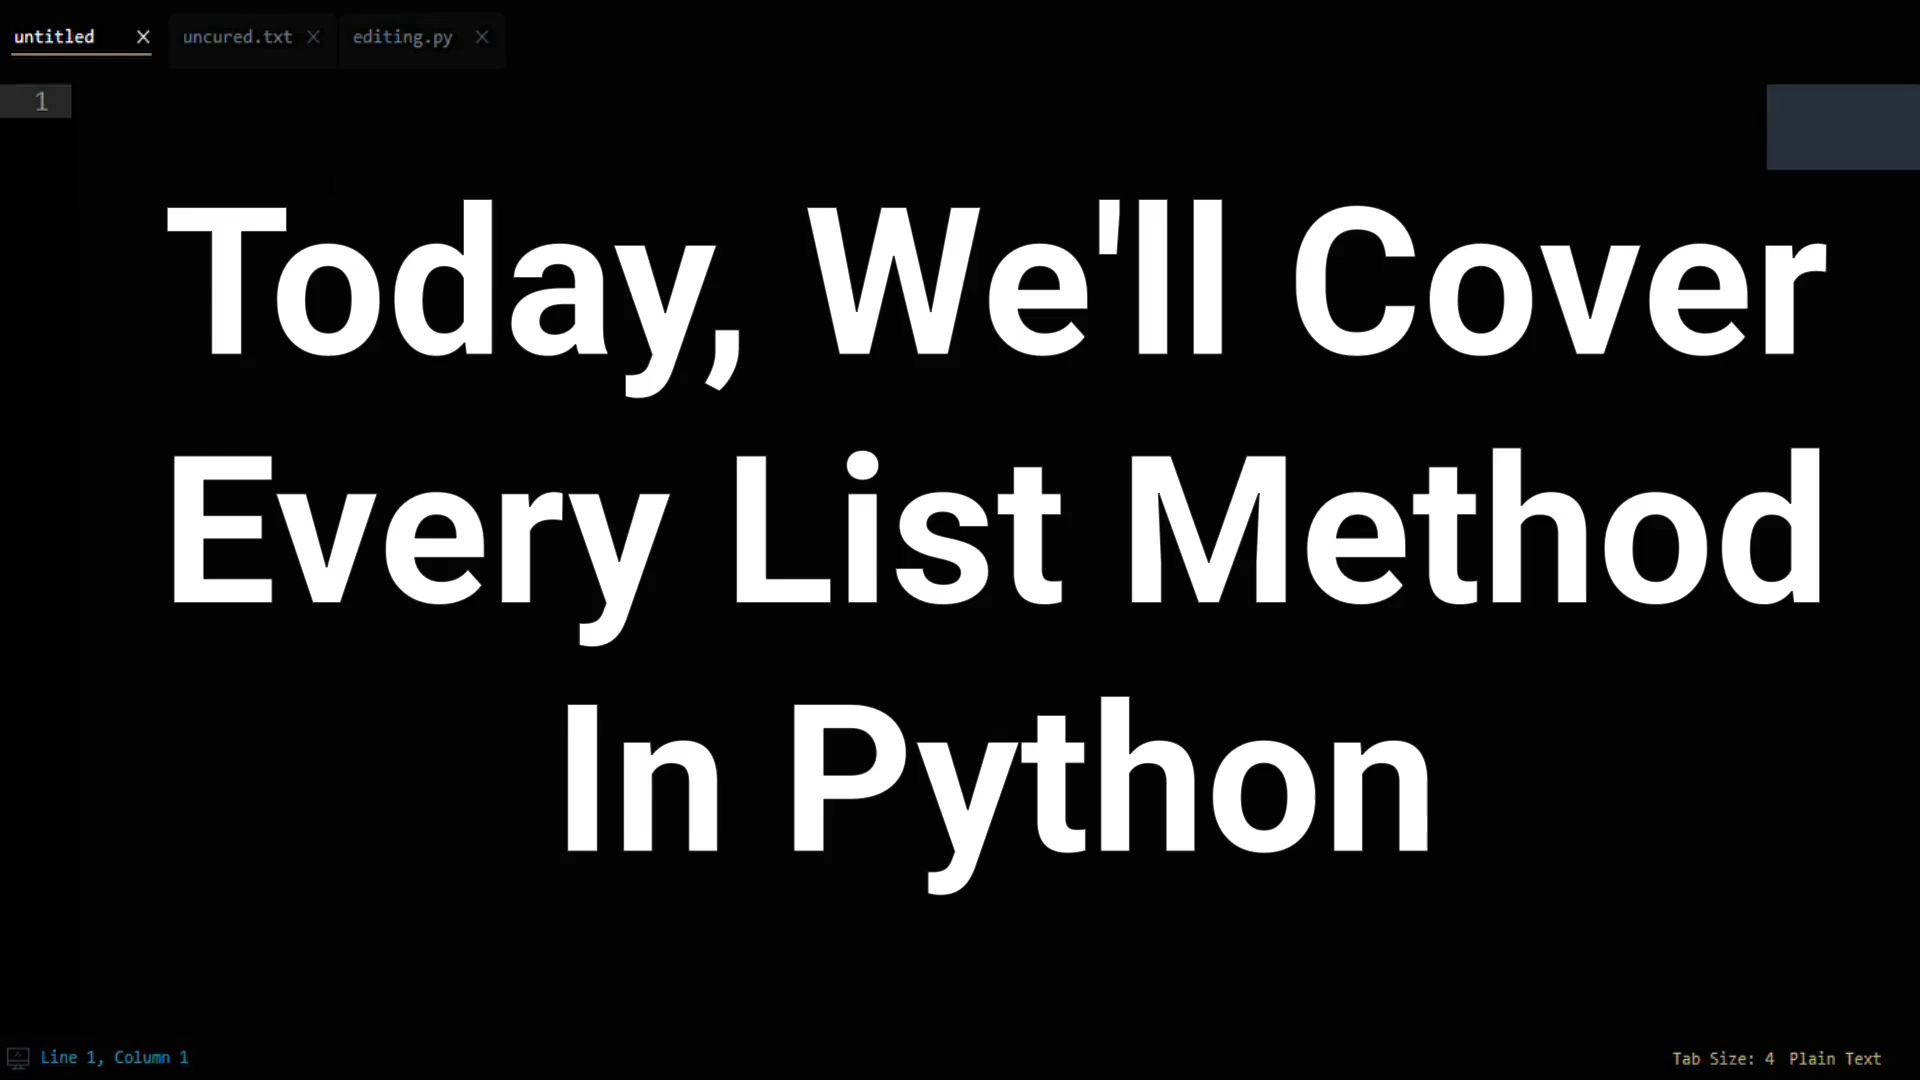 untitled X uncured.txt X editing.py X
1
Today, We'll Cover
Every List Method
In Python
Line 1, Column 1
Tab Size: 4 Plain Text